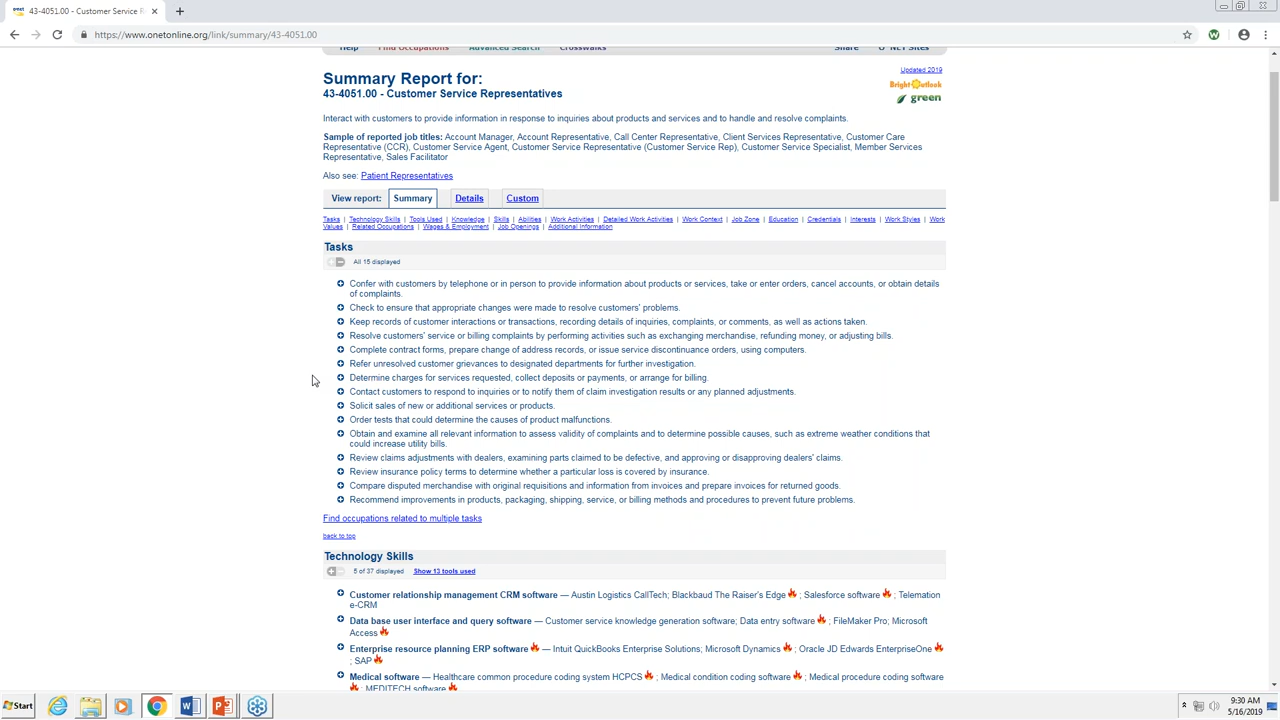 43-4051.00 - Customer Service R
https://www.onetonline.org/link/summary/43-4051.00
Help Find Occupations Advanced Search Crosswalks Share O*NET Sites
Updated 2019
Summary Report for:
Bright Outlook
43-4051.00 - Customer Service Representatives
green
Interact with customers to provide information in response to inquiries about products and services and to handle and resolve complaints.
Sample of reported job titles: Account Manager, Account Representative, Call Center Representative, Client Services Representative, Customer Care
Representative (CCR), Customer Service Agent, Customer Service Representative (Customer Service Rep), Customer Service Specialist, Member Services
Representative, Sales Facilitator
Also see: Patient Representatives
View report: Summary Details Custom
Tasks | Technology Skills | Tools Used | Knowledge | Skills | Abilities | Work Activities | Detailed Work Activities | Work Context | Job Zone | Education | Credentials | Interests | Work Styles | Work
Values | Related Occupations | Wages & Employment | Job Openings | Additional Information
Tasks
All 15 displayed
Confer with customers by telephone or in person to provide information about products or services, take or enter orders, cancel accounts, or obtain details
of complaints.
Check to ensure that appropriate changes were made to resolve customers' problems.
Keep records of customer interactions or transactions, recording details of inquiries, complaints, or comments, as well as actions taken.
Resolve customers' service or billing complaints by performing activities such as exchanging merchandise, refunding money, or adjusting bills.
Complete contract forms, prepare change of address records, or issue service discontinuance orders, using computers.
Refer unresolved customer grievances to designated departments for further investigation.
Determine charges for services requested, collect deposits or payments, or arrange for billing.
Contact customers to respond to inquiries or to notify them of claim investigation results or any planned adjustments.
Solicit sales of new or additional services or products.
Order tests that could determine the causes of product malfunctions.
Obtain and examine all relevant information to assess validity of complaints and to determine possible causes, such as extreme weather conditions that
could increase utility bills.
Review claims adjustments with dealers, examining parts claimed to be defective, and approving or disapproving dealers' claims.
Review insurance policy terms to determine whether a particular loss is covered by insurance.
Compare disputed merchandise with original requisitions and information from invoices and prepare invoices for returned goods.
Recommend improvements in products, packaging, shipping, service, or billing methods and procedures to prevent future problems.
Find occupations related to multiple tasks
back to top
Technology Skills
5 of 37 displayed Show 13 tools used
Customer relationship management CRM software — Austin Logistics CallTech; Blackbaud The Raiser's Edge ; Salesforce software ; Telemation
e-CRM
Data base user interface and query software — Customer service knowledge generation software; Data entry software ; FileMaker Pro; Microsoft
Access
Enterprise resource planning ERP software — Intuit QuickBooks Enterprise Solutions; Microsoft Dynamics ; Oracle JD Edwards EnterpriseOne
; SAP
Medical software — Healthcare common procedure coding system HCPCS ; Medical condition coding software ; Medical procedure coding software
; MEDITECH software
Start
9:30 AM
5/16/2019